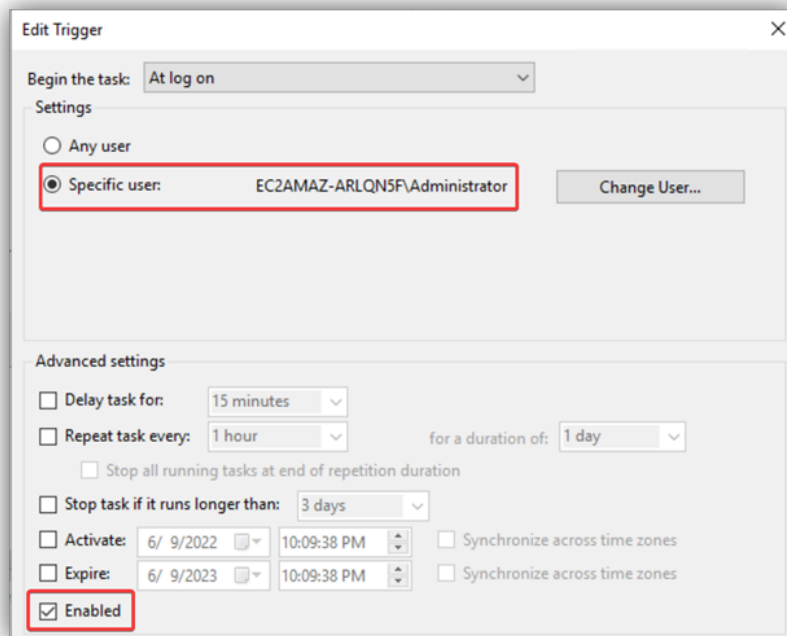 Edit Trigger
Begin the task: At log on
Settings
Any user
Specific user: EC2AMAZ-ARLQN5F\Administrator Change User...
Advanced settings
Delay task for: 15 minutes
Repeat task every: 1 hour for a duration of: 1 day
Stop all running tasks at end of repetition duration
Stop task if it runs longer than: 3 days
Activate: 6/ 9/2022 10:09:38 PM Synchronize across time zones
Expire: 6/ 9/2023 10:09:38 PM Synchronize across time zones
Enabled